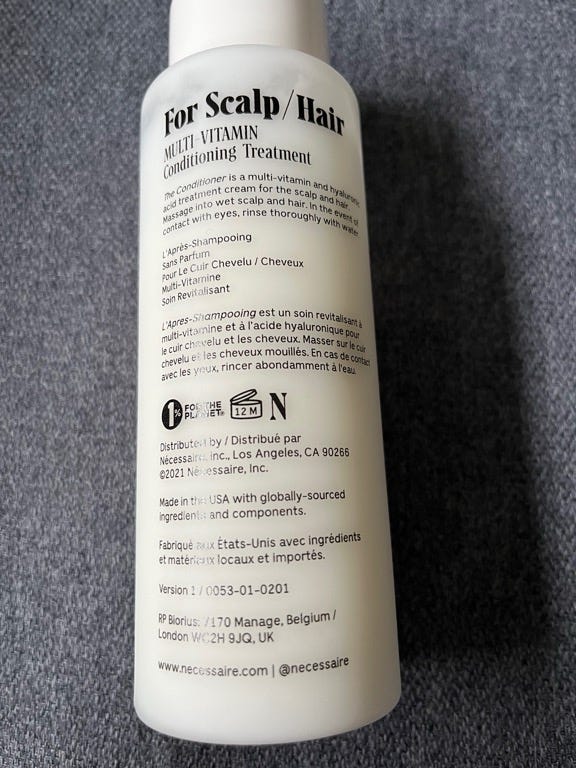 For Scalp/Hair
MULTI-VITAMIN
Conditioning Treatment
The Conditioner is a multi-vitamin and hyaluronic
acid treatment cream for the scalp and hair.
Massage into wet scalp and hair. In the event of
contact with eyes, rinse thoroughly with water.
L'Après-Shampooing
Sans Parfum
Pour Le Cuir Chevelu / Cheveux
Multi-Vitamine
Soin Revitalisant
L'Apres-Shampooing est un soin revitalisant à
multi-vitamine et à l'acide hyaluronique pour
le cuir chevelu et les cheveux. Masser sur le cuir
chevelu et les cheveux mouillés. En cas de contact
avec les yeux, rincer abondamment à l'eau.
1% FOR THE
PLANET® 12 M N
Distributed by / Distribué par
Nécessaire, Inc., Los Angeles, CA 90266
©2021 Nécessaire, Inc.
Made in the USA with globally-sourced
ingredients and components.
Fabriqué aux États-Unis avec ingrédients
et matériaux locaux et importés.
Version 1 / 0053-01-0201
RP Biorius: 7170 Manage, Belgium /
London WC2H 9JQ, UK
www.necessaire.com | @necessaire